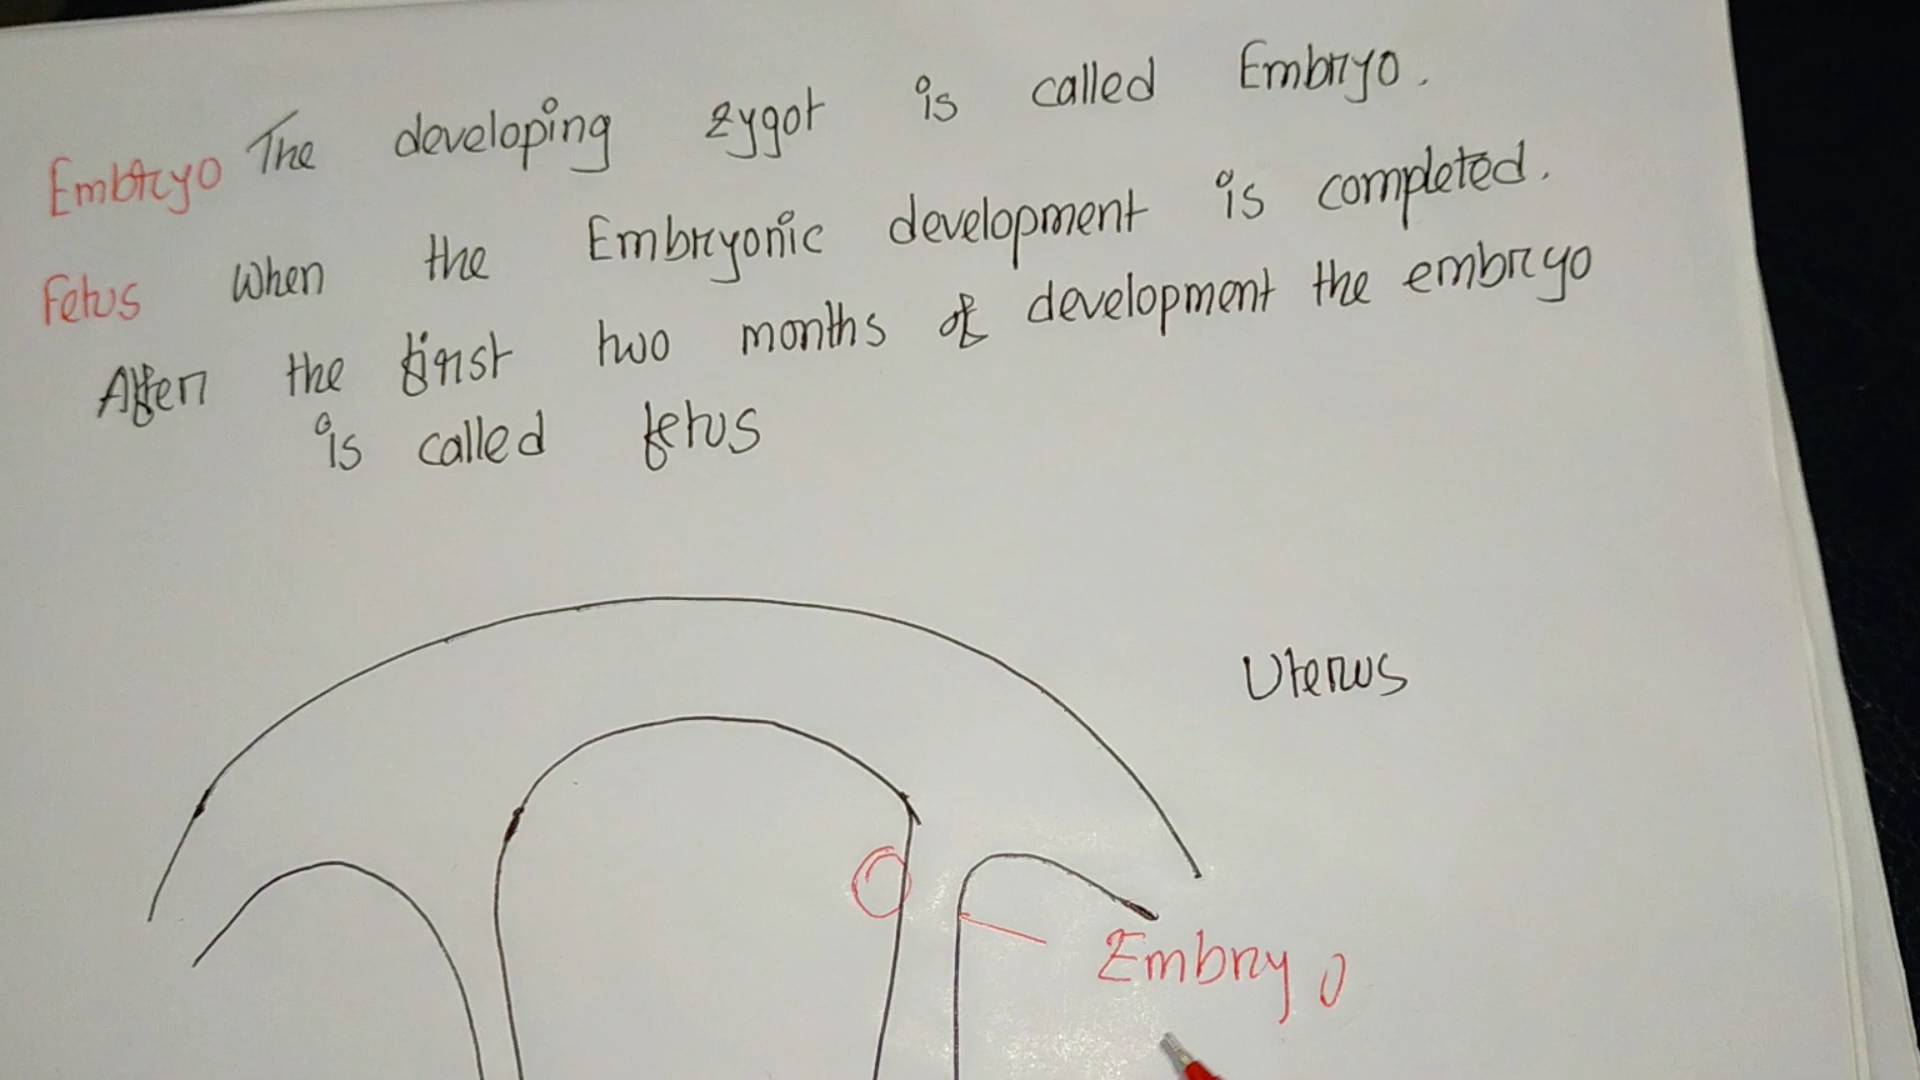 Embryo The developing zygot is called Embryo.
Fetus When the Embryonic development is completed.
After the first two months of development the embryo
is called fetus
Uterus
Embryo